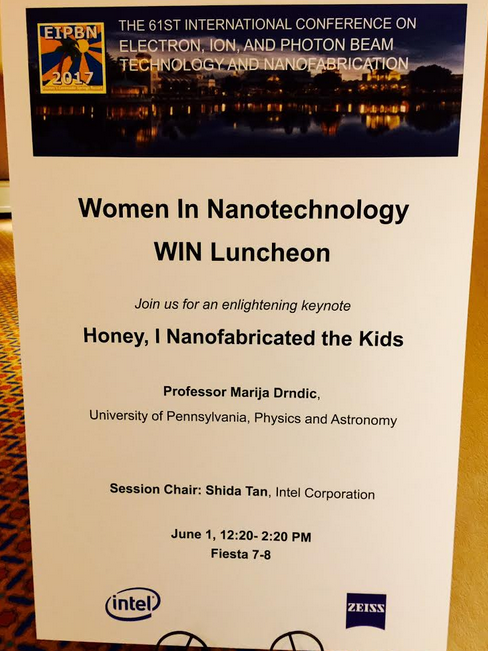 EIPBN
2017
THE 61ST INTERNATIONAL CONFERENCE ON
ELECTRON, ION, AND PHOTON BEAM
TECHNOLOGY AND NANOFABRICATION
Women In Nanotechnology
WIN Luncheon
Join us for an enlightening keynote
Honey, I Nanofabricated the Kids
Professor Marija Drndic,
University of Pennsylvania, Physics and Astronomy
Session Chair: Shida Tan, Intel Corporation
June 1, 12:20- 2:20 PM
Fiesta 7-8
intel
ZEISS